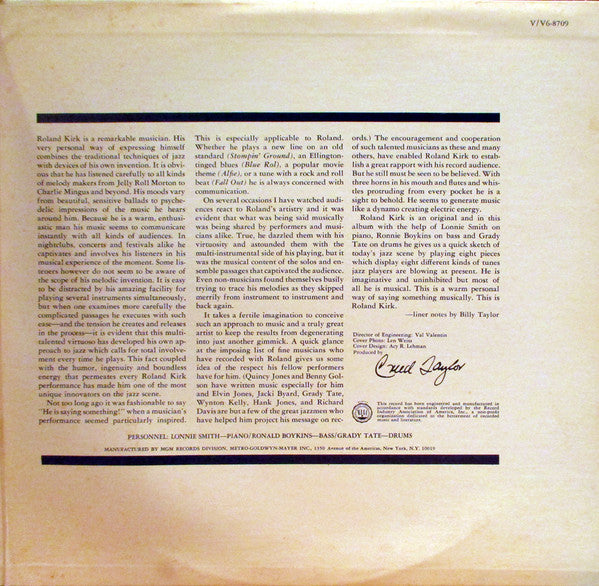 V/V6-8709
Roland Kirk is a remarkable musician. His
very personal way of expressing himself
combines the traditional techniques of jazz
with devices of his own invention. It is obvi-
ous that he has listened carefully to all kinds
of melody makers from Jelly Roll Morton to
Charlie Mingus and beyond. His moods vary
from beautiful, sensitive ballads to psyche-
delic impressions of the music he hears
around him. Because he is a warm, enthusi-
astic man his music seems to communicate
instantly with all kinds of audiences. In
nightclubs, concerts and festivals alike he
captivates and involves his listeners in his
musical experience of the moment. Some lis-
teners however do not seem to be aware of
the scope of his melodic invention. It is easy
to be distracted by his amazing facility for
playing several instruments simultaneously,
but when one examines more carefully the
complicated passages he executes with such
ease—and the tension he creates and releases
in the process—it is evident that this multi-
talented virtuoso has developed his own ap-
proach to jazz which calls for total involve-
ment every time he plays. This fact coupled
with the humor, ingenuity and boundless
energy that permeates every Roland Kirk
performance has made him one of the most
unique innovators on the jazz scene.
Not too long ago it was fashionable to say
"He is saying something!" when a musician's
performance seemed particularly inspired.
This is especially applicable to Roland.
Whether he plays a new line on an old
standard (Stompin' Ground), an Ellington-
tinged blues (Blue Rol), a popular movie
theme (Alfie), or a tune with a rock and roll
beat (Fall Out) he is always concerned with
communication.
On several occasions I have watched audi-
ences react to Roland's artistry and it was
evident that what was being said musically
was being shared by performers and musi-
cians alike. True, he dazzled them with his
virtuosity and astounded them with the
multi-instrumental side of his playing, but it
was the musical content of the solos and en-
semble passages that captivated the audience.
Even non-musicians found themselves busily
trying to trace his melodies as they skipped
merrily from instrument to instrument and
back again.
It takes a fertile imagination to conceive
such an approach to music and a truly great
artist to keep the results from degenerating
into just another gimmick. A quick glance
at the imposing list of fine musicians who
have recorded with Roland gives us some
idea of the respect his fellow performers
have for him. (Quincy Jones and Benny Gol-
son have written music especially for him
and Elvin Jones, Jacki Byard, Grady Tate,
Wynton Kelly, Hank Jones, and Richard
Davis are but a few of the great jazzmen who
have helped him project his message on rec-
ords.) The encouragement and cooperation
of such talented musicians as these and many
others, have enabled Roland Kirk to estab-
lish a great rapport with his record audience.
But he must still be seen to be believed. With
three horns in his mouth and flutes and whis-
tles protruding from every pocket he is a
sight to behold. He seems to generate music
like a dynamo creating electric energy.
Roland Kirk is an original and in this
album with the help of Lonnie Smith on
piano, Ronnie Boykins on bass and Grady
Tate on drums he gives us a quick sketch of
today's jazz scene by playing eight pieces
which display eight different kinds of tunes
jazz players are blowing at present. He is
imaginative and uninhibited but most of
all he is musical. This is a warm personal
way of saying something musically. This is
Roland Kirk.
—liner notes by Billy Taylor
Director of Engineering: Val Valentin
Cover Photo: Len Weiss
Cover Design: Acy R. Lehman
Produced by
Creed Taylor
This record has been engineered and manufactured in
accordance with standards developed by the Record
Industry Association of America, Inc., a non-profit
organization dedicated to the betterment of recorded
music and literature.
PERSONNEL: LONNIE SMITH—PIANO/RONALD BOYKINS—BASS/GRADY TATE—DRUMS
MANUFACTURED BY MGM RECORDS DIVISION, METRO-GOLDWYN-MAYER INC., 1350 Avenue of the Americas, New York, N.Y. 10019